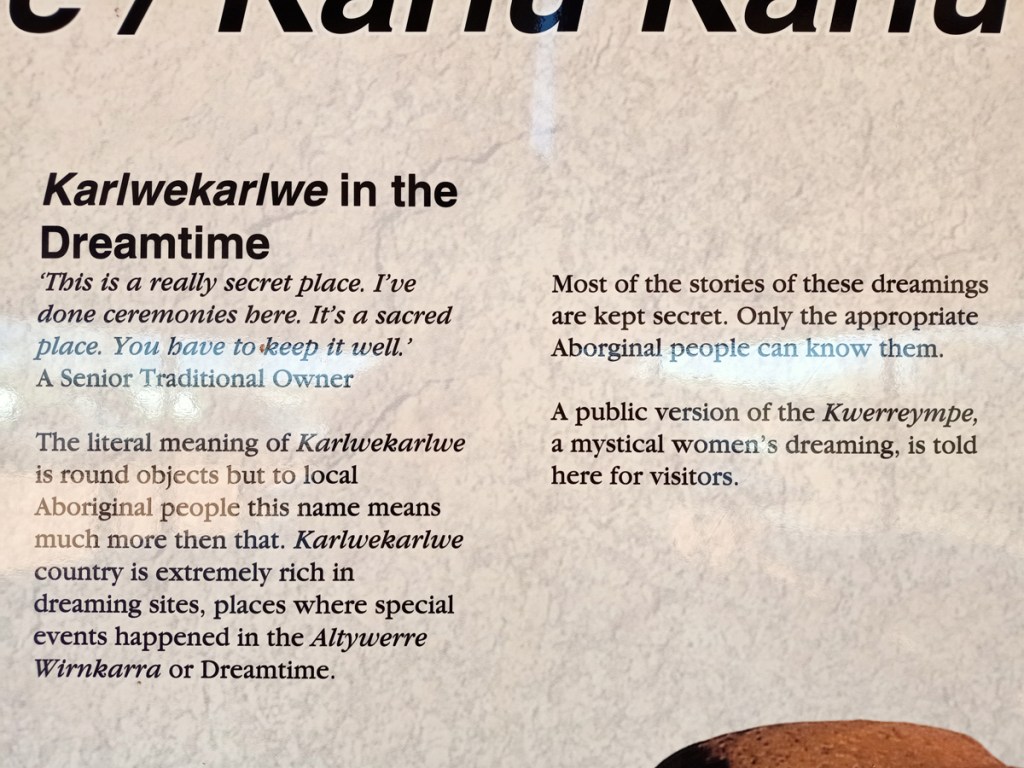 Karlwekarlwe in the
Dreamtime
‘This is a really secret place. I’ve
done ceremonies here. It’s a sacred
place. You have to keep it well.’
A Senior Traditional Owner
The literal meaning of Karlwekarlwe
is round objects but to local
Aboriginal people this name means
much more then that. Karlwekarlwe
country is extremely rich in
dreaming sites, places where special
events happened in the Altywerre
Wirnkarra or Dreamtime.
Most of the stories of these dreamings
are kept secret. Only the appropriate
Aborginal people can know them.
A public version of the Kwerreympe,
a mystical women’s dreaming, is told
here for visitors.